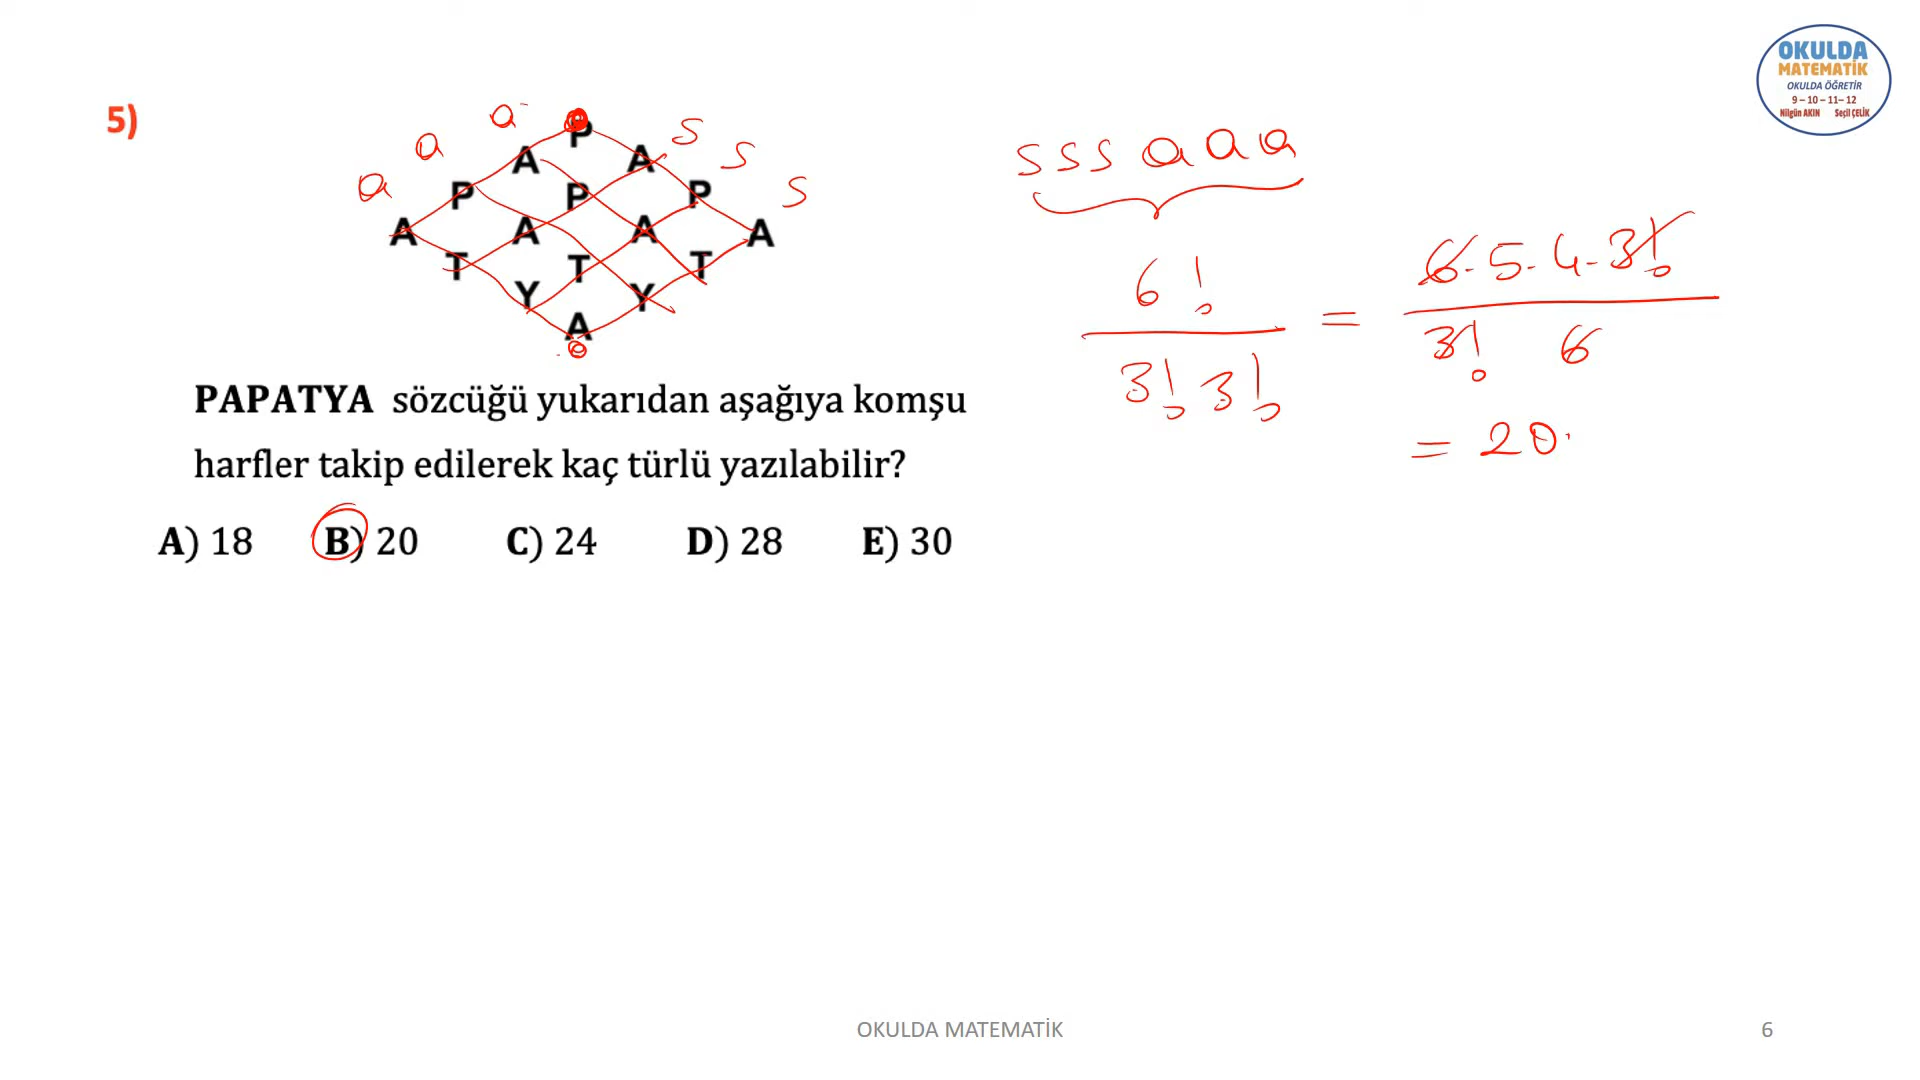 OKULDA
MATEMATİK
OKULDA ÖĞRETİR
9 – 10 – 11– 12
Nilgün AKIN Seçil ÇELİK
5)
a a a P s s s
A A
P P P
A A A A
T T T
Y Y
A
s s s a a a
6! / 3! 3! = 6 · 5 · 4 · 3! / 3! 6
= 20
PAPATYA sözcüğü yukarıdan aşağıya komşu
harfler takip edilerek kaç türlü yazılabilir?
A) 18 B) 20 C) 24 D) 28 E) 30
OKULDA MATEMATİK
6